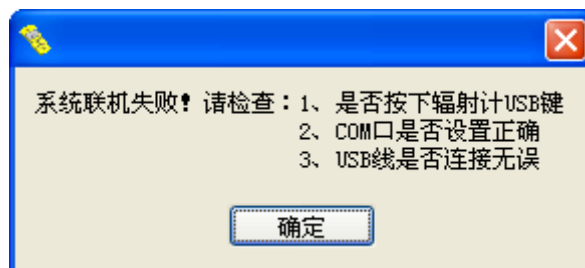 系统联机失败！请检查：1、是否按下辐射计USB键
2、COM口是否设置正确
3、USB线是否连接无误
确定